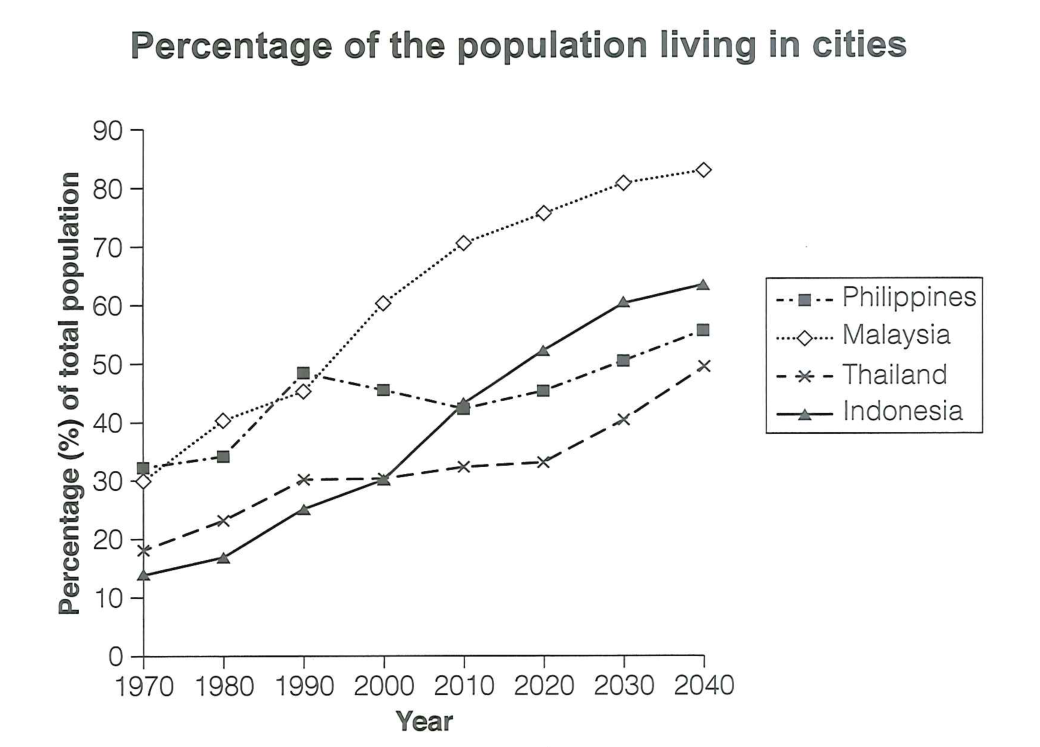 Percentage of the population living in cities
Percentage (%) of total population
90
80
70
60
50
40
30
20
10
0
1970 1980 1990 2000 2010 2020 2030 2040
Year
Philippines
Malaysia
Thailand
Indonesia